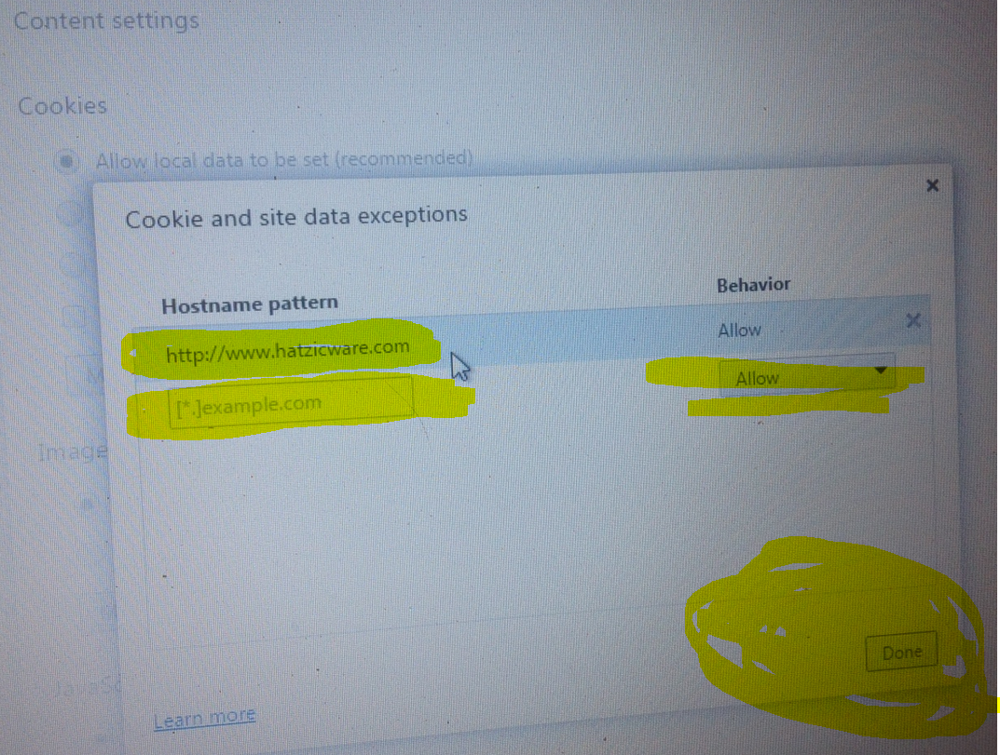 Content settings
Cookies
Allow local data to be set (recommended)
Cookie and site data exceptions
Hostname pattern Behavior
http://www.hatzicware.com Allow
[*.]example.com Allow
Image
JavaSc
Done
Learn more